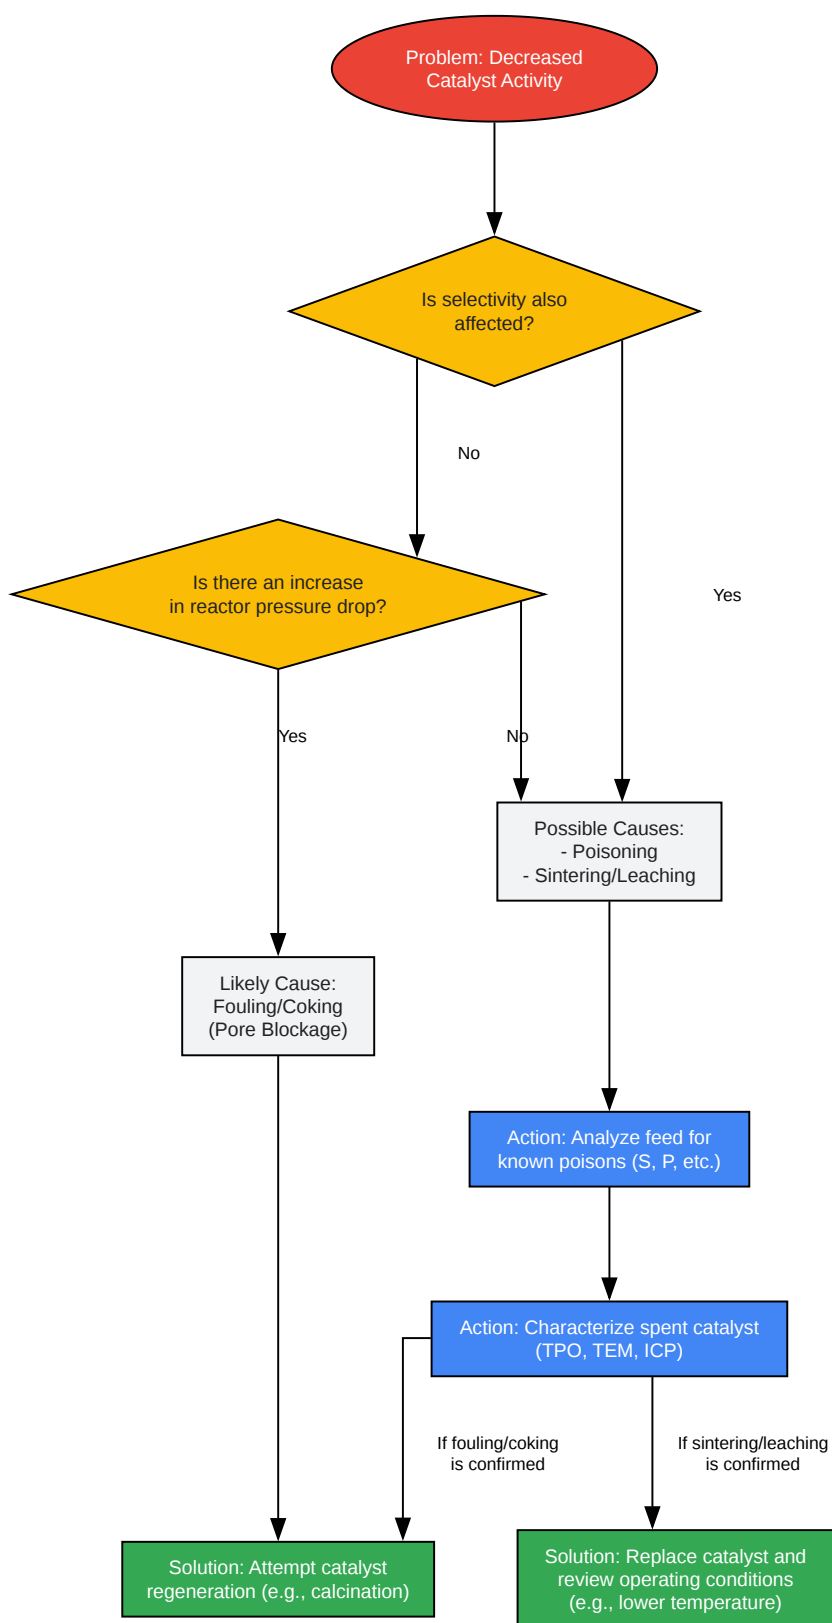 Problem: Decreased
Catalyst Activity
Is selectivity also
affected?
No
Is there an increase
in reactor pressure drop?
Yes
Yes
No
Possible Causes:
- Poisoning
- Sintering/Leaching
Likely Cause:
Fouling/Coking
(Pore Blockage)
Action: Analyze feed for
known poisons (S, P, etc.)
Action: Characterize spent catalyst
(TPO, TEM, ICP)
If fouling/coking
is confirmed
If sintering/leaching
is confirmed
Solution: Attempt catalyst
regeneration (e.g., calcination)
Solution: Replace catalyst and
review operating conditions
(e.g., lower temperature)